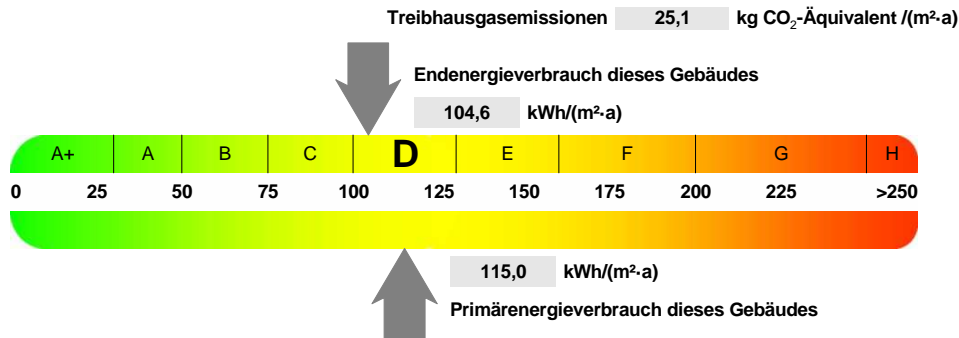 Treibhausgasemissionen 25,1 kg CO₂-Äquivalent /(m²·a)
Endenergieverbrauch dieses Gebäudes
104,6 kWh/(m²·a)
A+ A B C D E F G H
0 25 50 75 100 125 150 175 200 225 >250
115,0 kWh/(m²·a)
Primärenergieverbrauch dieses Gebäudes